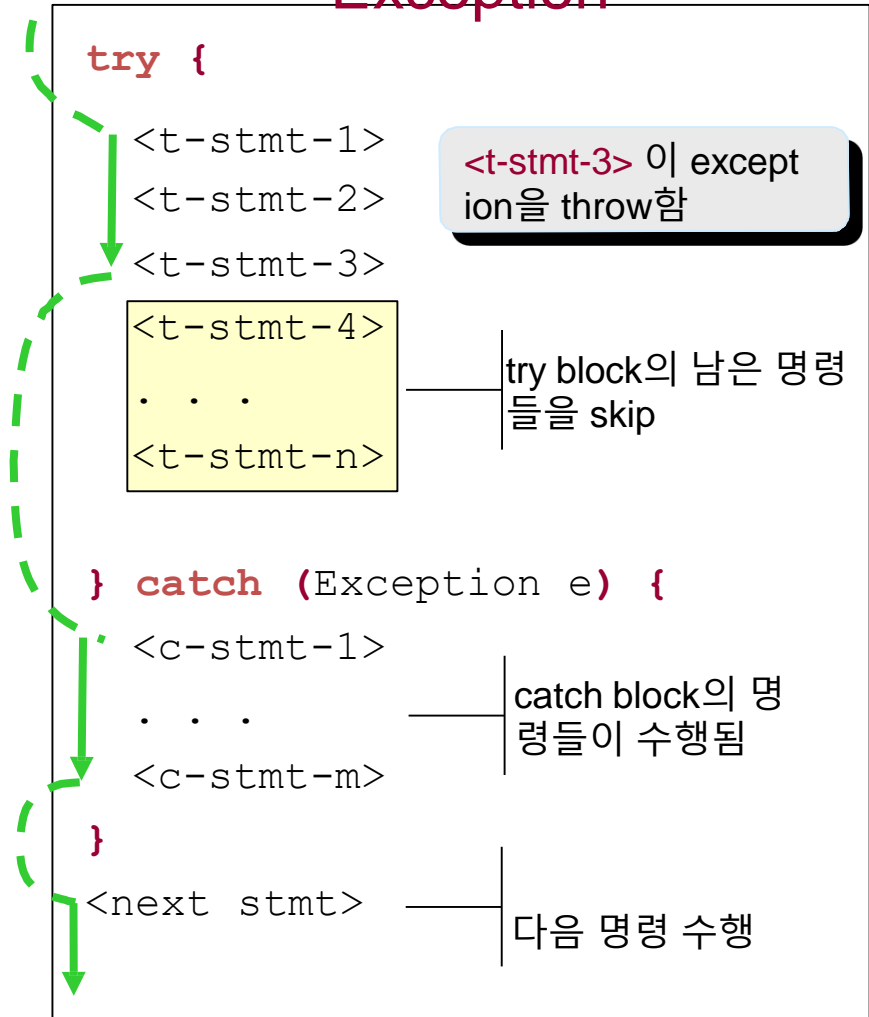 Exception
try {
<t-stmt-1>
<t-stmt-2>
<t-stmt-3> 이 except
ion을 throw함
<t-stmt-3>
<t-stmt-4>
. . .
<t-stmt-n>
try block의 남은 명령
들을 skip
} catch (Exception e) {
<c-stmt-1>
. . .
<c-stmt-m>
catch block의 명
령들이 수행됨
}
<next stmt>
다음 명령 수행